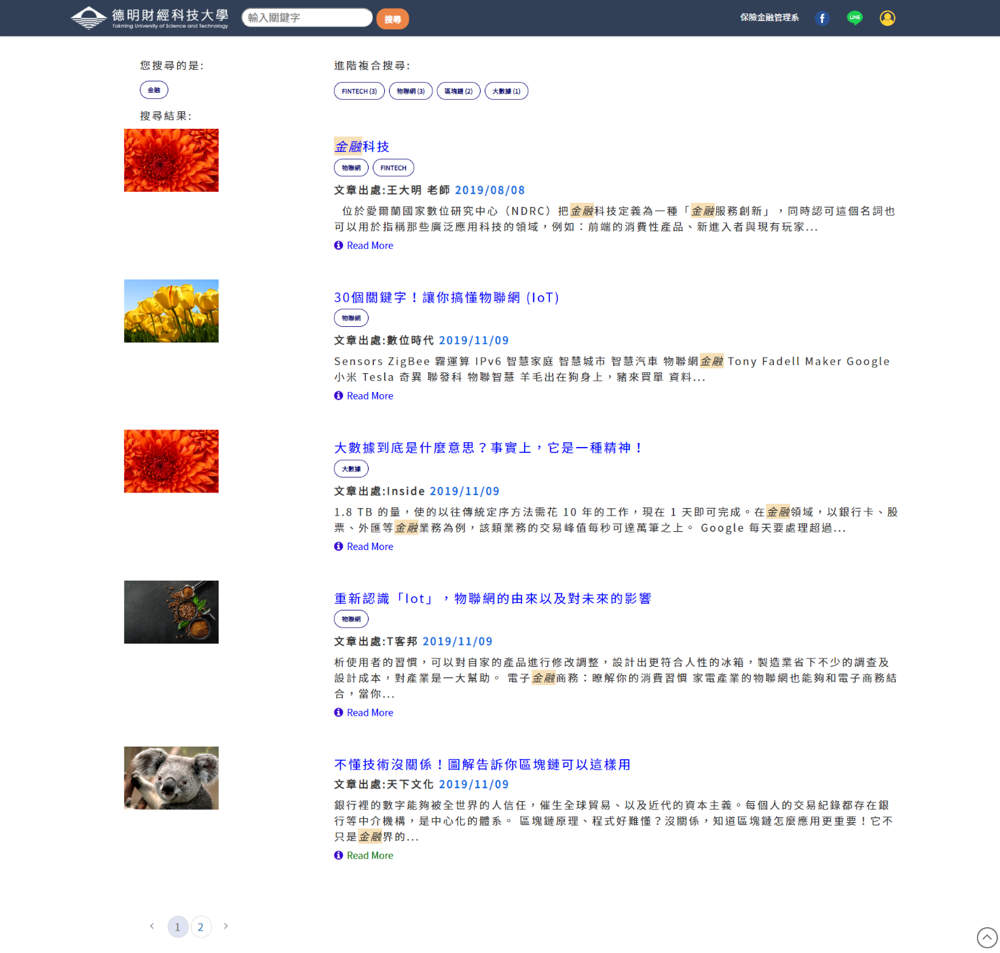 德明財經科技大學
Takming University of Science and Technology
輸入關鍵字
搜尋
保險金融管理系
LINE
您搜尋的是:
金融
進階複合搜尋:
FINTECH (3)
物聯網 (3)
區塊鏈 (2)
大數據 (1)
搜尋結果:
金融科技
物聯網
FINTECH
文章出處:王大明 老師 2019/08/08
位於愛爾蘭國家數位研究中心（NDRC）把金融科技定義為一種「金融服務創新」，同時認可這個名詞也
可以用於指稱那些廣泛應用科技的領域，例如：前端的消費性產品、新進入者與現有玩家...
Read More
30個關鍵字！讓你搞懂物聯網 (IoT)
物聯網
文章出處:數位時代 2019/11/09
Sensors ZigBee 霧運算 IPv6 智慧家庭 智慧城市 智慧汽車 物聯網金融 Tony Fadell Maker Google
小米 Tesla 奇異 聯發科 物聯智慧 羊毛出在狗身上，豬來買單 資料...
Read More
大數據到底是什麼意思？事實上，它是一種精神！
大數據
文章出處:Inside 2019/11/09
1.8 TB 的量，使的以往傳統定序方法需花 10 年的工作，現在 1 天即可完成。在金融領域，以銀行卡、股
票、外匯等金融業務為例，該類業務的交易峰值每秒可達萬筆之上。 Google 每天要處理超過...
Read More
重新認識「Iot」，物聯網的由來以及對未來的影響
物聯網
文章出處:T客邦 2019/11/09
析使用者的習慣，可以對自家的產品進行修改調整，設計出更符合人性的冰箱，製造業省下不少的調查及
設計成本，對產業是一大幫助。 電子金融商務：瞭解你的消費習慣 家電產業的物聯網也能夠和電子商務結
合，當你...
Read More
不懂技術沒關係！圖解告訴你區塊鏈可以這樣用
文章出處:天下文化 2019/11/09
銀行裡的數字能夠被全世界的人信任，催生全球貿易、以及近代的資本主義。每個人的交易紀錄都存在銀
行等中介機構，是中心化的體系。 區塊鏈原理、程式好難懂？沒關係，知道區塊鏈怎麼應用更重要！它不
只是金融界的...
Read More
1
2